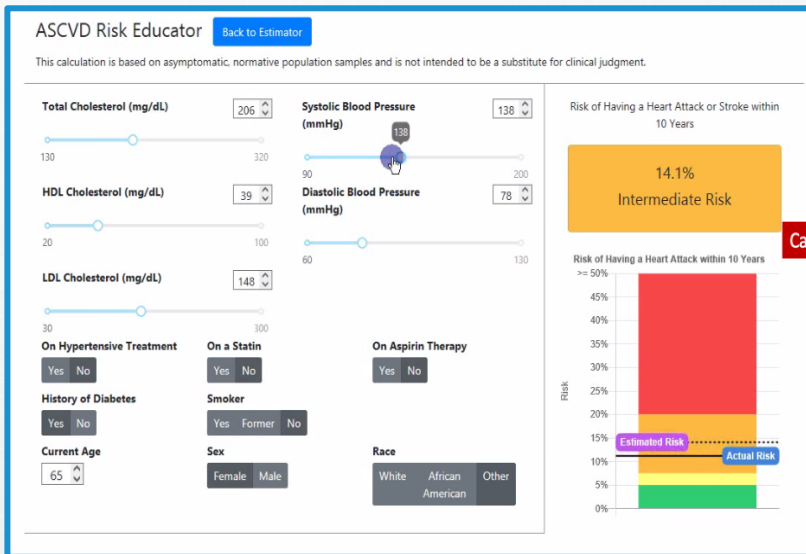 ASCVD Risk Educator
Back to Estimator
This calculation is based on asymptomatic, normative population samples and is not intended to be a substitute for clinical judgment.
Total Cholesterol (mg/dL)
206
130
320
HDL Cholesterol (mg/dL)
39
20
100
LDL Cholesterol (mg/dL)
148
30
300
Systolic Blood Pressure
(mmHg)
138
138
90
200
Diastolic Blood Pressure
(mmHg)
78
60
130
On Hypertensive Treatment
Yes No
On a Statin
Yes No
On Aspirin Therapy
Yes No
History of Diabetes
Yes No
Smoker
Yes Former No
Current Age
65
Sex
Female Male
Race
White African American Other
Risk of Having a Heart Attack or Stroke within
10 Years
14.1%
Intermediate Risk
Ca
Risk of Having a Heart Attack within 10 Years
>= 50%
45%
40%
35%
30%
25%
20%
15%
10%
5%
0%
Risk
Estimated Risk
Actual Risk